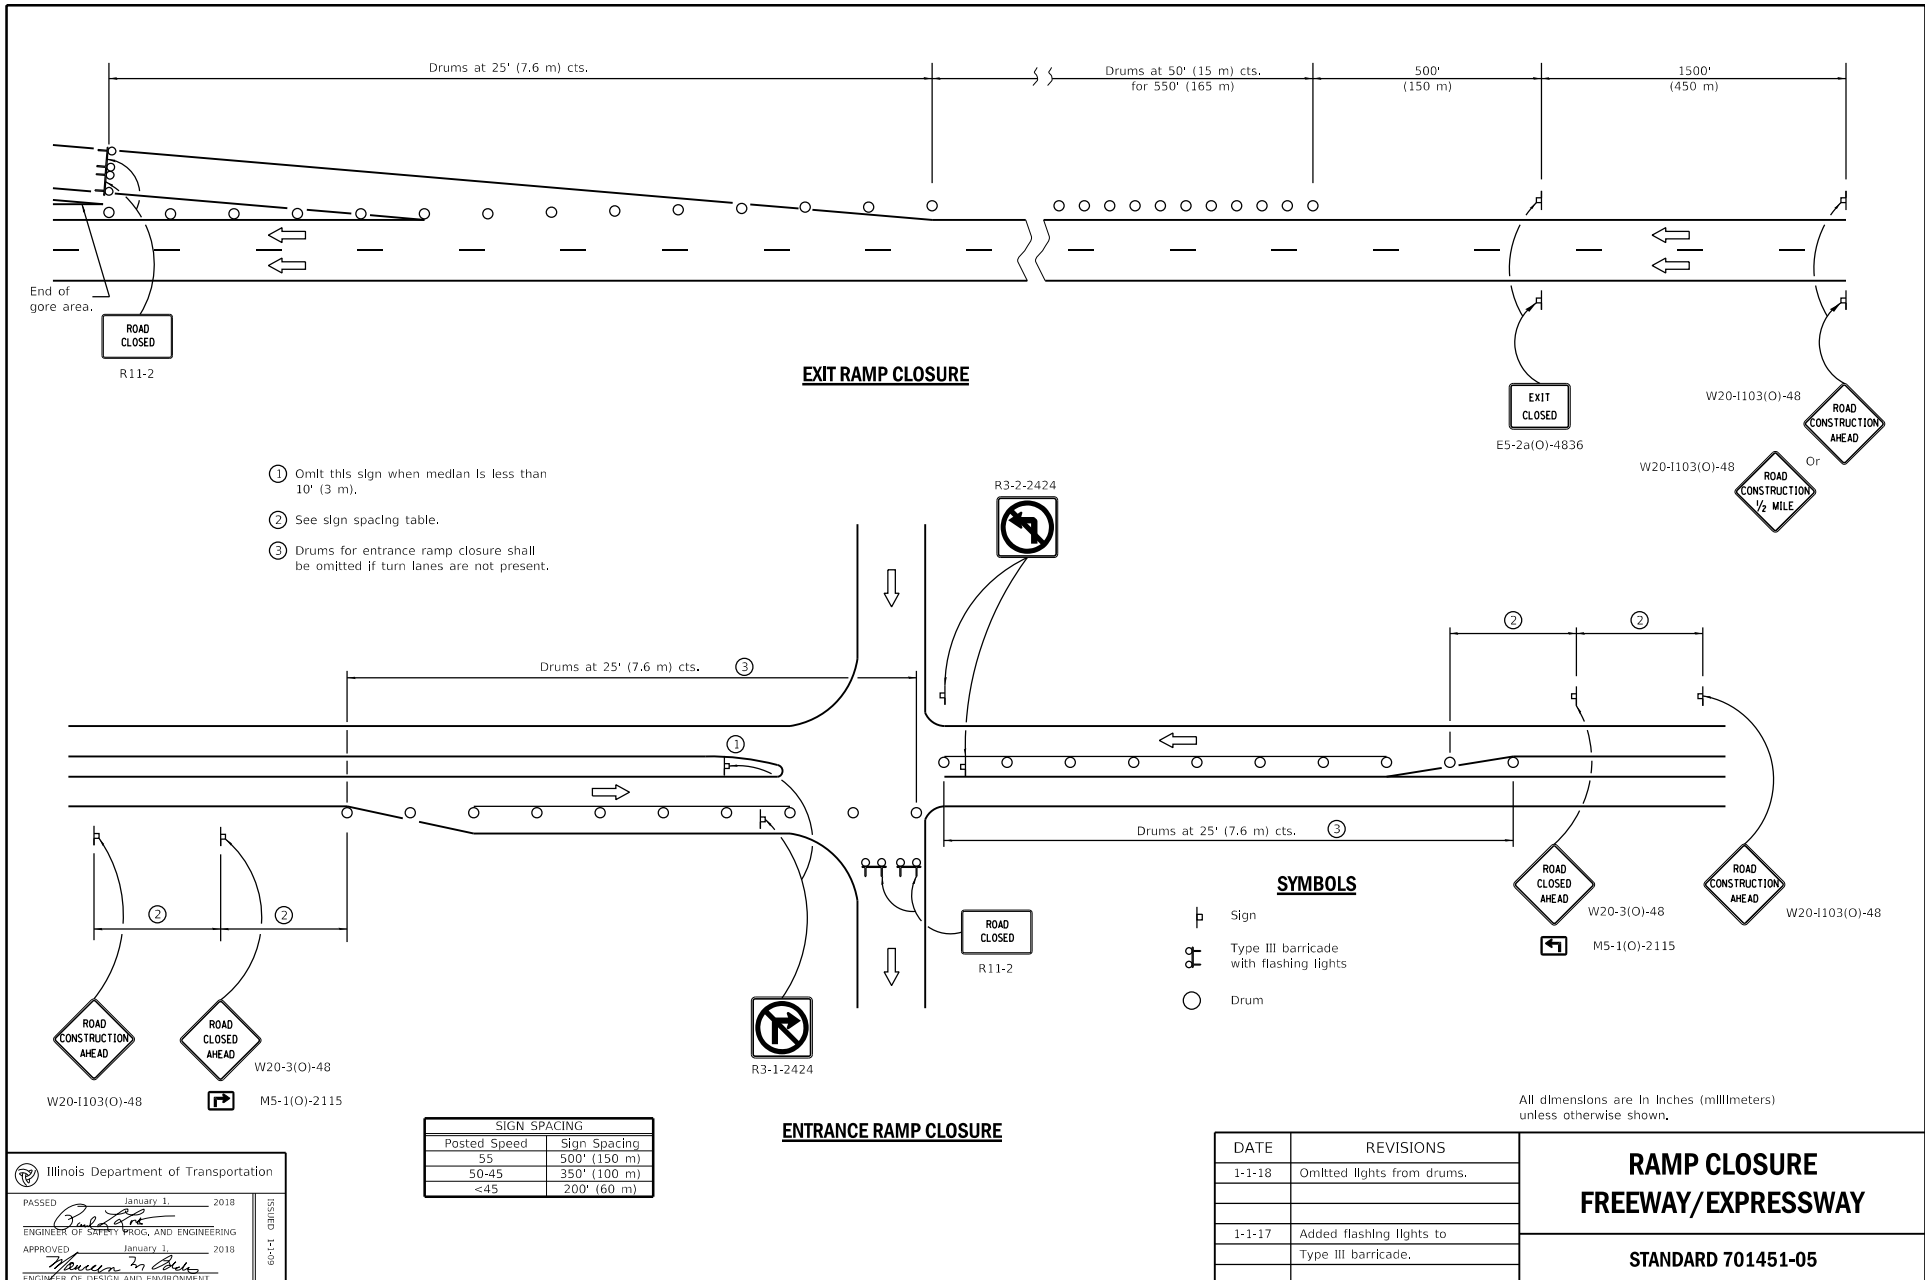 Drums at 25' (7.6 m) cts.
Drums at 50' (15 m) cts.
for 550' (165 m)
500'
(150 m)
1500'
(450 m)
End of
gore area.
ROAD
CLOSED
R11-2
EXIT RAMP CLOSURE
EXIT
CLOSED
E5-2a(O)-4836
W20-I103(O)-48
ROAD
CONSTRUCTION
AHEAD
Or
W20-I103(O)-48
ROAD
CONSTRUCTION
1/2 MILE
1 Omit this sign when median is less than
10' (3 m).
2 See sign spacing table.
3 Drums for entrance ramp closure shall
be omitted if turn lanes are not present.
R3-2-2424
2
2
Drums at 25' (7.6 m) cts. 3
1
Drums at 25' (7.6 m) cts. 3
2
2
ROAD
CLOSED
R11-2
SYMBOLS
Sign
Type III barricade
with flashing lights
Drum
ROAD
CLOSED
AHEAD
W20-3(O)-48
M5-1(O)-2115
ROAD
CONSTRUCTION
AHEAD
W20-I103(O)-48
ROAD
CONSTRUCTION
AHEAD
W20-I103(O)-48
ROAD
CLOSED
AHEAD
W20-3(O)-48
M5-1(O)-2115
R3-1-2424
ENTRANCE RAMP CLOSURE
SIGN SPACING
Posted Speed Sign Spacing
55 500' (150 m)
50-45 350' (100 m)
<45 200' (60 m)
All dimensions are in inches (millimeters)
unless otherwise shown.
Illinois Department of Transportation
PASSED January 1, 2018
ENGINEER OF SAFETY PROG. AND ENGINEERING
APPROVED January 1, 2018
ENGINEER OF DESIGN AND ENVIRONMENT
ISSUED 1-1-09
DATE REVISIONS
1-1-18 Omitted lights from drums.
1-1-17 Added flashing lights to
Type III barricade.
RAMP CLOSURE
FREEWAY/EXPRESSWAY
STANDARD 701451-05